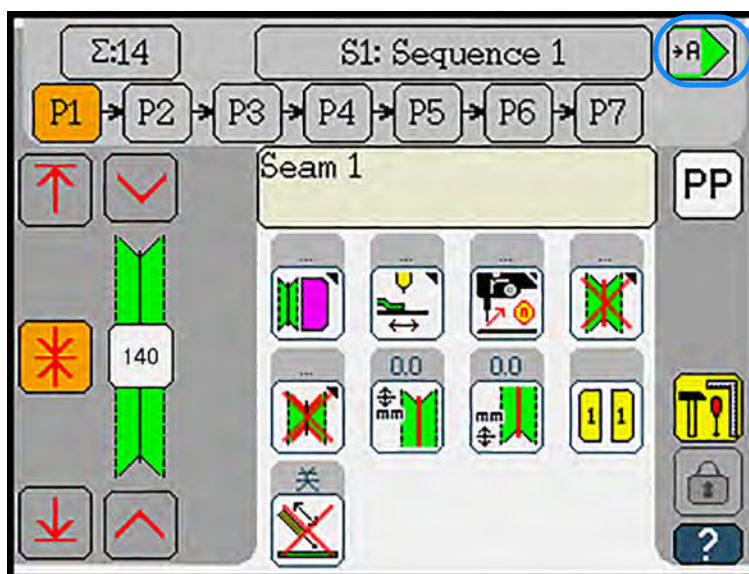 Σ:14 S1: Sequence 1 A
P1 P2 P3 P4 P5 P6 P7
Seam 1
PP
... ... ... ...
n
140
... 0.0 0.0
mm mm 1 1
关
?